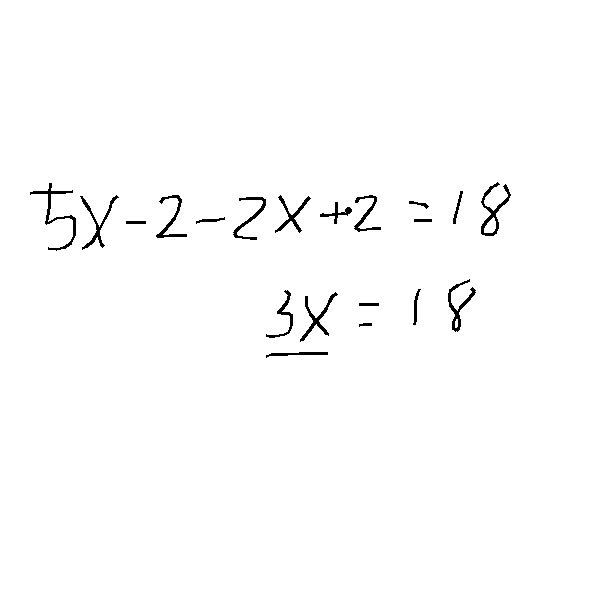 5x - 2 - 2x + 2 = 18
3x = 18